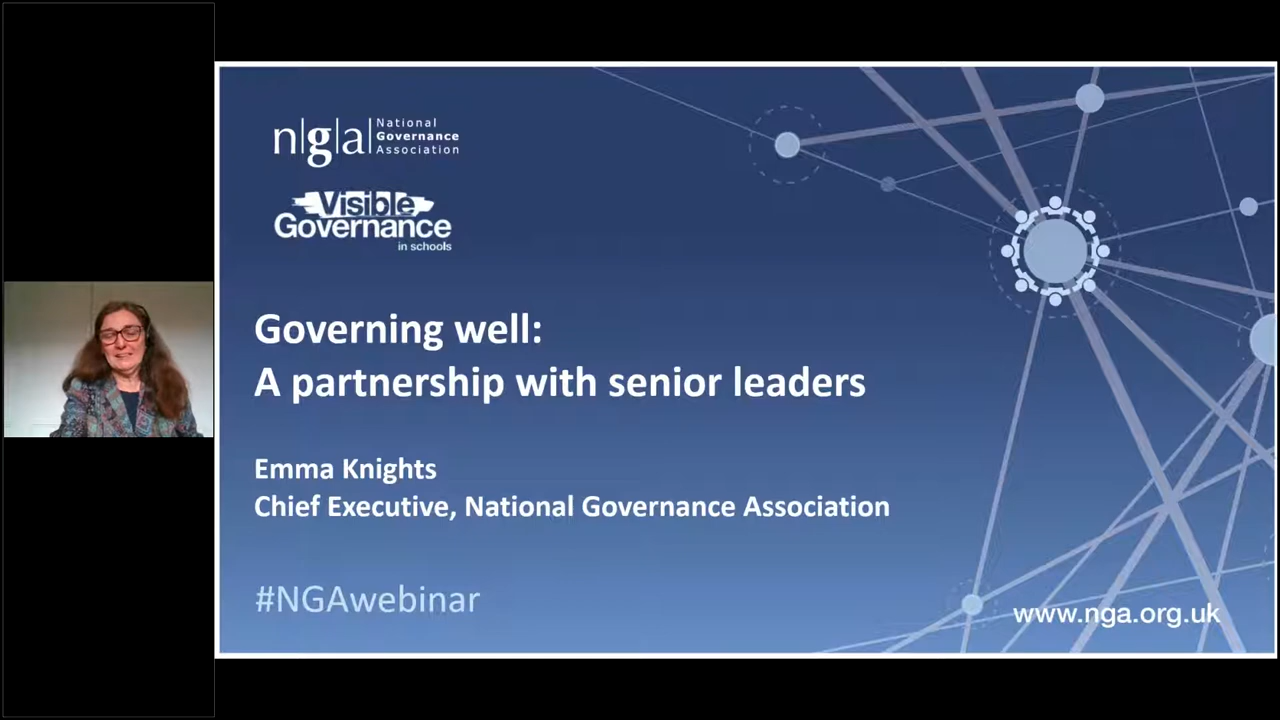 n|g|a| National
Governance
Association
Visible
Governance
in schools
Governing well:
A partnership with senior leaders
Emma Knights
Chief Executive, National Governance Association
#NGAwebinar
www.nga.org.uk